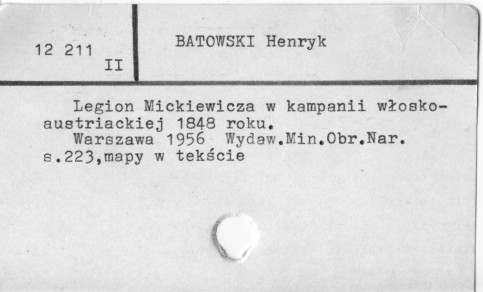 12 211
II
BATOWSKI Henryk
Legion Mickiewicza w kampanii włosko-
austriackiej 1848 roku.
Warszawa 1956 Wydaw.Min.Obr.Nar.
s.223,mapy w tekście